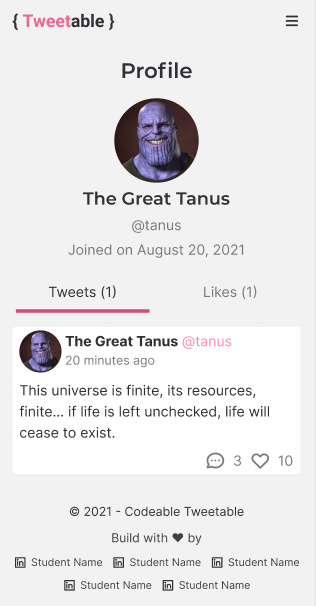 { Tweetable }
Profile
The Great Tanus
@tanus
Joined on August 20, 2021
Tweets (1) Likes (1)
The Great Tanus @tanus
20 minutes ago
This universe is finite, its resources,
finite... if life is left unchecked, life will
cease to exist.
3 10
© 2021 - Codeable Tweetable
Build with ❤ by
Student Name Student Name Student Name
Student Name Student Name